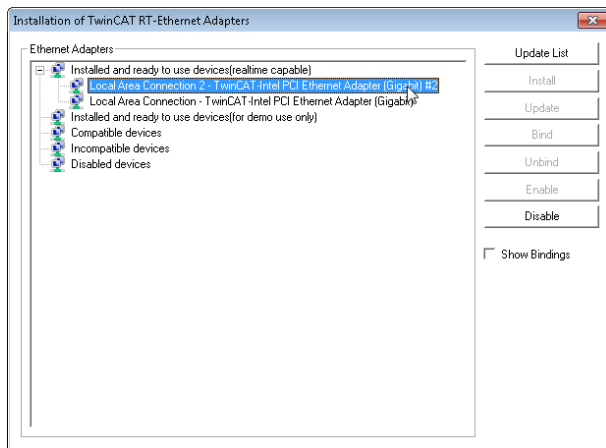 Installation of TwinCAT RT-Ethernet Adapters
Ethernet Adapters
Installed and ready to use devices(realtime capable)
Local Area Connection 2 - TwinCAT-Intel PCI Ethernet Adapter (Gigabit) #2
Local Area Connection - TwinCAT-Intel PCI Ethernet Adapter (Gigabit)
Installed and ready to use devices(for demo use only)
Compatible devices
Incompatible devices
Disabled devices
Update List
Install
Update
Bind
Unbind
Enable
Disable
Show Bindings